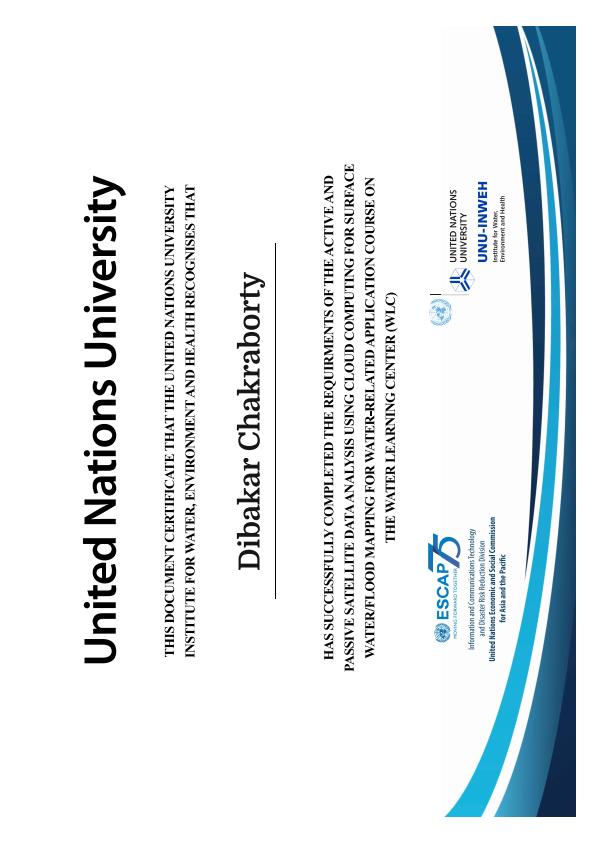 United Nations University
THIS DOCUMENT CERTIFICATE THAT THE UNITED NATIONS UNIVERSITY
INSTITUTE FOR WATER, ENVIRONMENT AND HEALTH RECOGNISES THAT
Dibakar Chakraborty
HAS SUCCESSFULLY COMPLETED THE REQUIRMENTS OF THE ACTIVE AND
PASSIVE SATELLITE DATA ANALYSIS USING CLOUD COMPUTING FOR SURFACE
WATER/FLOOD MAPPING FOR WATER-RELATED APPLICATION COURSE ON
THE WATER LEARNING CENTER (WLC)
ESCAP 75
MOVING FORWARD TOGETHER
Information and Communications Technology
and Disaster Risk Reduction Division
United Nations Economic and Social Commission
for Asia and the Pacific
UNITED NATIONS
UNIVERSITY
UNU-INWEH
Institute for Water,
Environment and Health